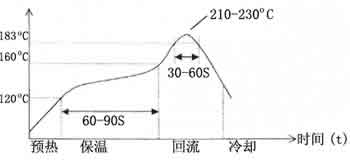 210-230°C
183℃
160℃
30-60S
120℃
60-90S
时间(t)
预热 保温 回流 冷却